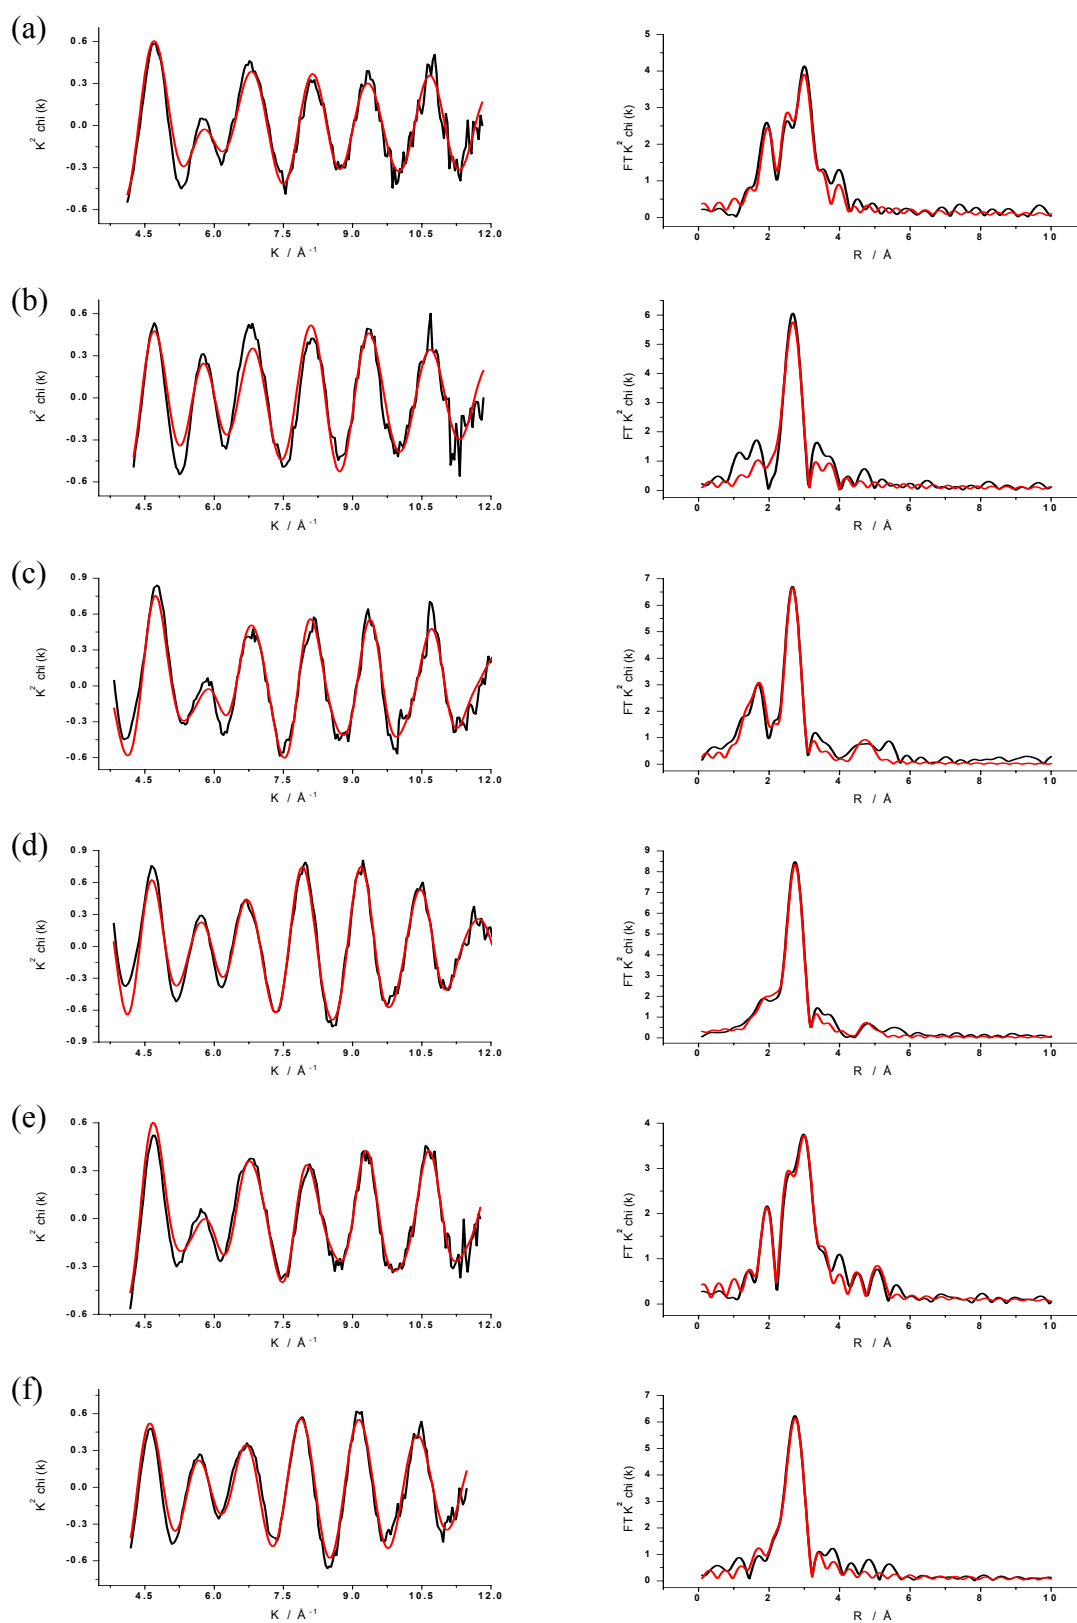 (a)
0.6
0.3
0.0
-0.3
-0.6
K² chi (k)
4.5 6.0 7.5 9.0 10.5 12.0
K / Å⁻¹
5
4
3
2
1
0
FT K² chi (k)
0 2 4 6 8 10
R / Å
(b)
0.6
0.3
0.0
-0.3
-0.6
K² chi (k)
4.5 6.0 7.5 9.0 10.5 12.0
K / Å⁻¹
6
5
4
3
2
1
0
FT K² chi (k)
0 2 4 6 8 10
R / Å
(c)
0.9
0.6
0.3
0.0
-0.3
-0.6
K² chi (k)
4.5 6.0 7.5 9.0 10.5 12.0
K / Å⁻¹
7
6
5
4
3
2
1
0
FT K² chi (k)
0 2 4 6 8 10
R / Å
(d)
0.9
0.6
0.3
0.0
-0.3
-0.6
-0.9
K² chi (k)
4.5 6.0 7.5 9.0 10.5 12.0
K / Å⁻¹
9
8
7
6
5
4
3
2
1
0
FT K² chi (k)
0 2 4 6 8 10
R / Å
(e)
0.6
0.3
0.0
-0.3
-0.6
K² chi (k)
4.5 6.0 7.5 9.0 10.5 12.0
K / Å⁻¹
4
3
2
1
0
FT K² chi (k)
0 2 4 6 8 10
R / Å
(f)
0.6
0.3
0.0
-0.3
-0.6
K² chi (k)
4.5 6.0 7.5 9.0 10.5 12.0
K / Å⁻¹
7
6
5
4
3
2
1
0
FT K² chi (k)
0 2 4 6 8 10
R / Å